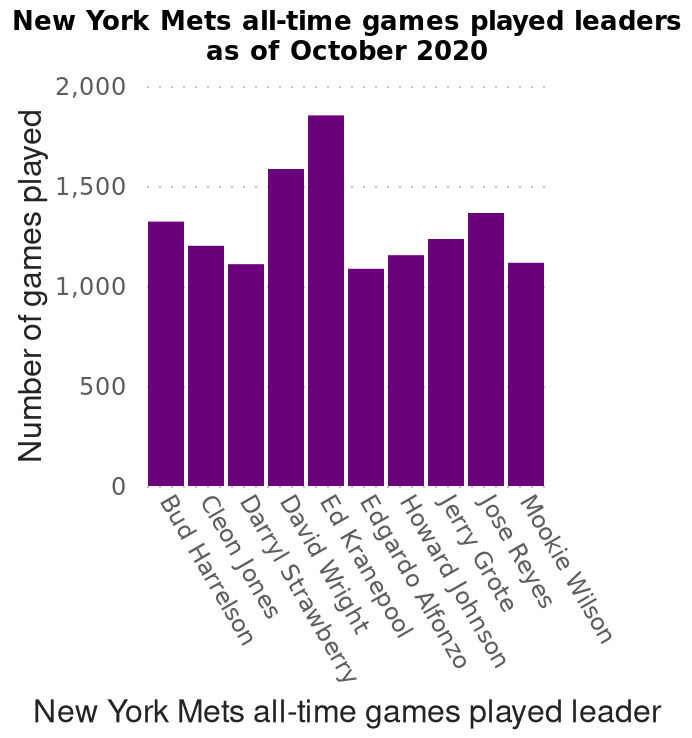 New York Mets all-time games played leaders
as of October 2020
Number of games played
2,000
1,500
1,000
500
0
Bud Harrelson
Cleon Jones
Darryl Strawberry
David Wright
Ed Kranepool
Edgardo Alfonzo
Howard Johnson
Jerry Grote
Jose Reyes
Mookie Wilson
New York Mets all-time games played leader